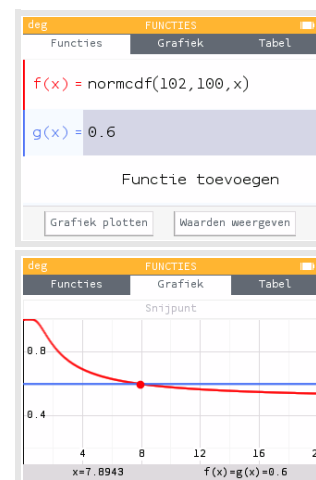 deg FUNCTIES
Functies Grafiek Tabel
f(x) = normcdf(102,100,x)
g(x) = 0.6
Functie toevoegen
Grafiek plotten Waarden weergeven
deg FUNCTIES
Functies Grafiek Tabel
Snijpunt
0.8
0.4
4 8 12 16 2
x=7.8943 f(x)=g(x)=0.6